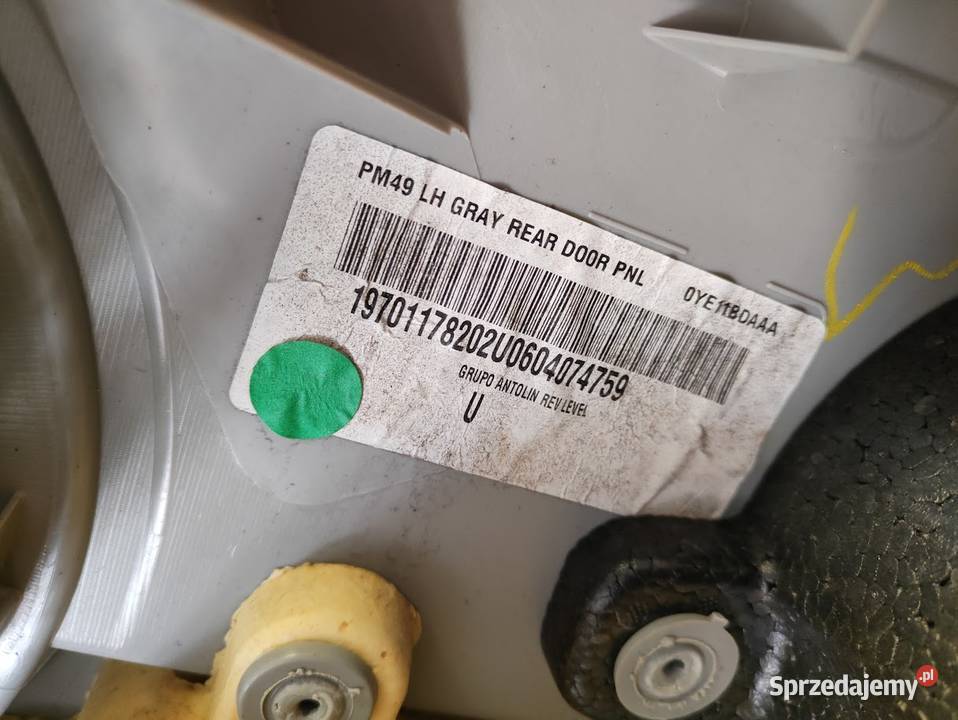 PM49 LH GRAY REAR DOOR PNL
0YE11BDAAA
19701178202U0604074759
GRUPO ANTOLIN REV LEVEL
U
Sprzedajemy.pl